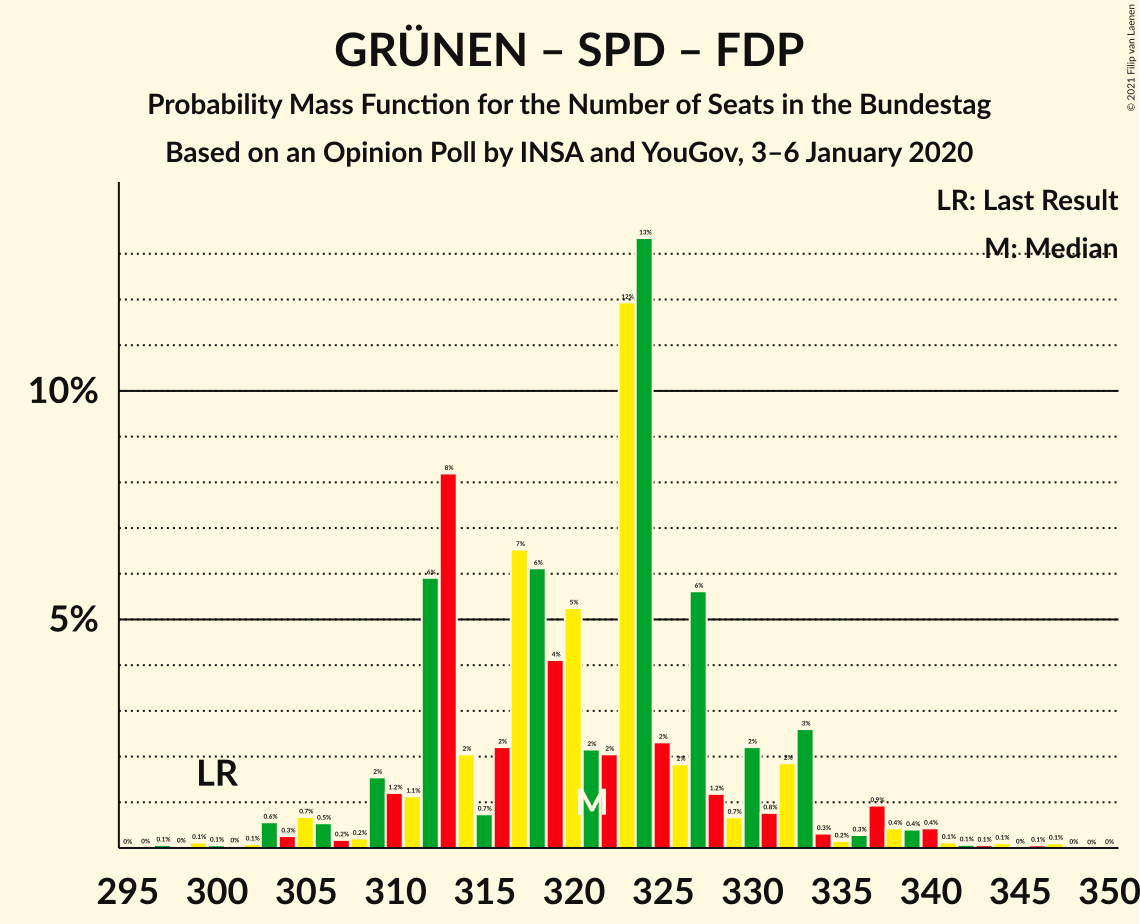 © 2021 Filip van Laenen
GRÜNEN – SPD – FDP
Probability Mass Function for the Number of Seats in the Bundestag
Based on an Opinion Poll by INSA and YouGov, 3–6 January 2020
LR: Last Result
M: Median
10%
5%
LR
M
0% 0% 0.1% 0% 0.1% 0.1% 0% 0.1% 0.6% 0.3% 0.7% 0.5% 0.2% 0.2% 2% 1.2% 1.1% 6% 8% 2% 0.7% 2% 7% 6% 4% 5% 2% 2% 12% 13% 2% 2% 6% 1.2% 0.7% 2% 0.8% 2% 3% 0.3% 0.2% 0.3% 0.9% 0.4% 0.4% 0.4% 0.1% 0.1% 0.1% 0.1% 0% 0.1% 0.1% 0% 0% 0%
295 300 305 310 315 320 325 330 335 340 345 350